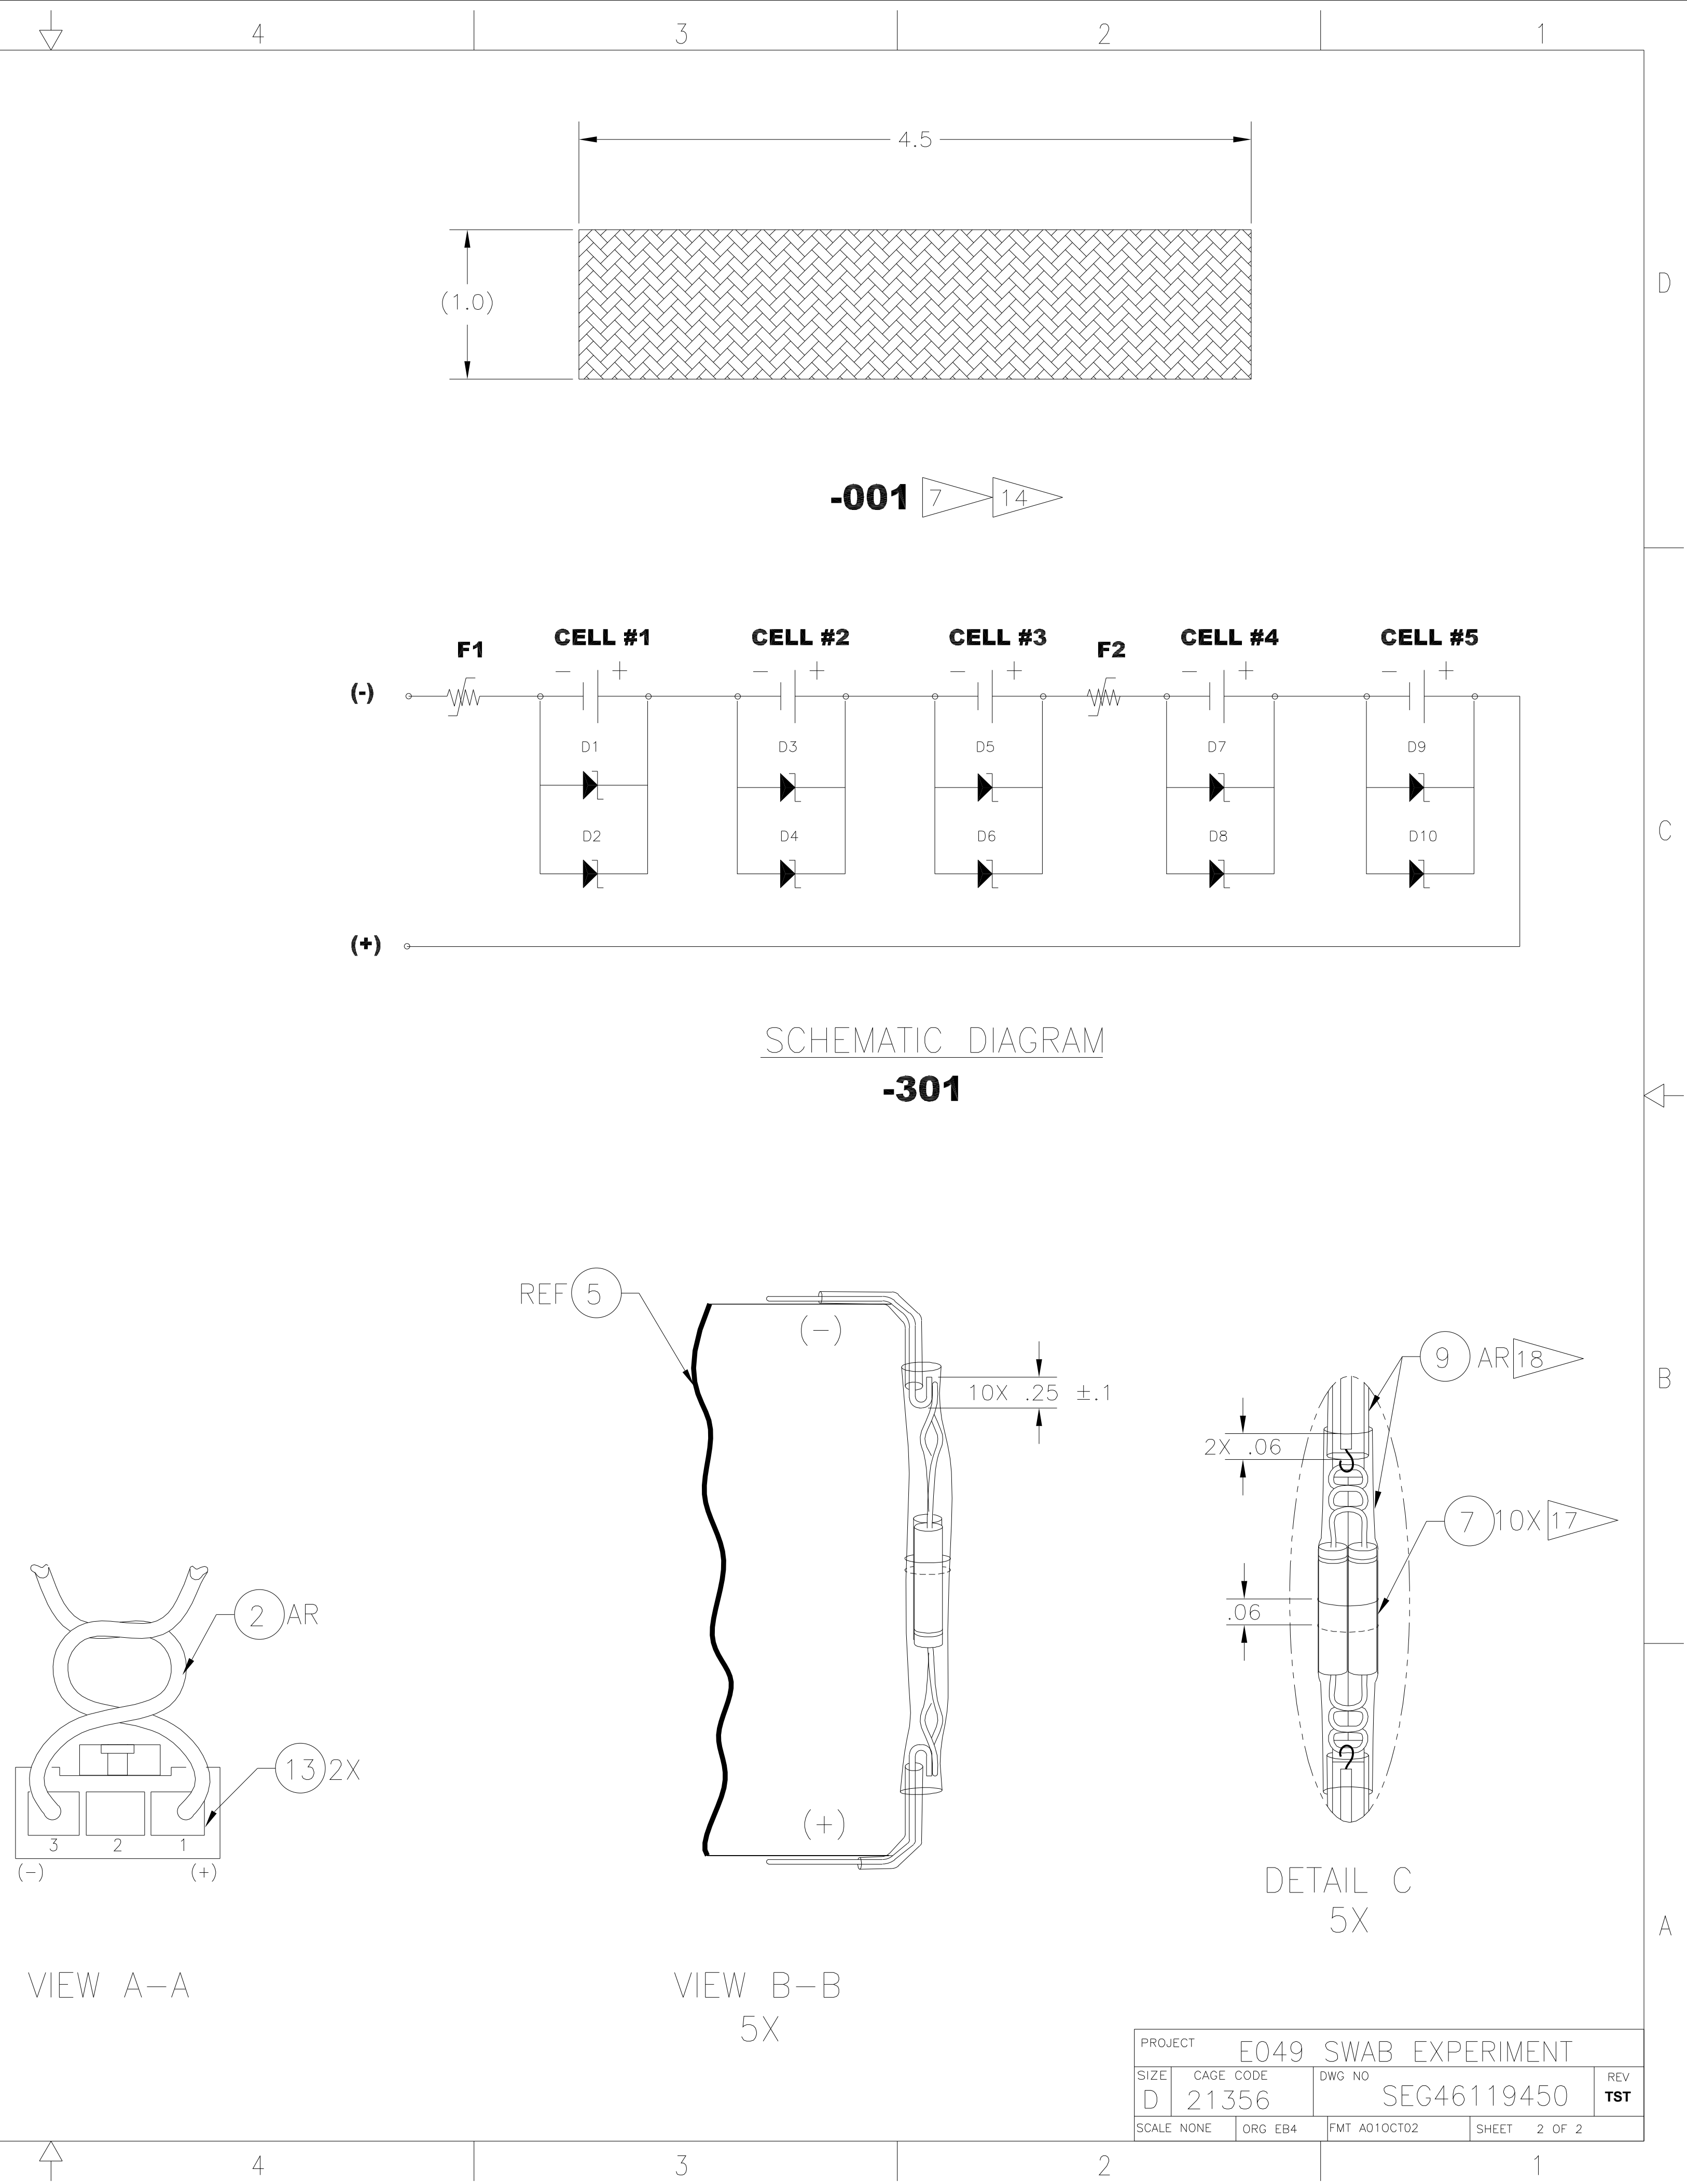 4 3 2 1
4.5
(1.0)
D
-001 7 14
F1 CELL #1 CELL #2 CELL #3 F2 CELL #4 CELL #5
(-) − + − + − + − + − +
D1 D3 D5 D7 D9
D2 D4 D6 D8 D10
C
(+)
SCHEMATIC DIAGRAM
-301
REF 5
(−)
10X .25 ±.1
(+)
VIEW B−B
5X
9 AR 18
2X .06
7 10X 17
.06
DETAIL C
5X
B
2 AR
13 2X
3 2 1
(−) (+)
VIEW A−A
A
PROJECT E049 SWAB EXPERIMENT
SIZE D
CAGE CODE 21356
DWG NO SEG46119450
REV TST
SCALE NONE ORG EB4 FMT A01OCT02 SHEET 2 OF 2
4 3 2 1